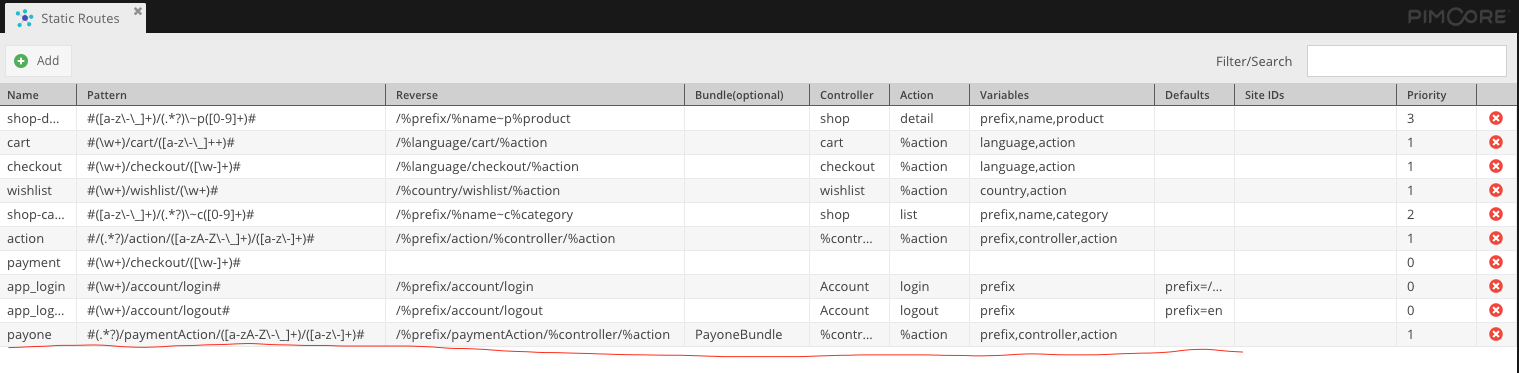 Static Routes
PIMCORE
Add
Filter/Search
Name Pattern Reverse Bundle(optional) Controller Action Variables Defaults Site IDs Priority
shop-d... #([a-z\-\_]+)/(.*?)\~p([0-9]+)# /%prefix/%name~p%product shop detail prefix,name,product 3
cart #(\w+)/cart/([a-z\-\_]++)# /%language/cart/%action cart %action language,action 1
checkout #(\w+)/checkout/([\w-]+)# /%language/checkout/%action checkout %action language,action 1
wishlist #(\w+)/wishlist/(\w+)# /%country/wishlist/%action wishlist %action country,action 1
shop-ca... #([a-z\-\_]+)/(.*?)\~c([0-9]+)# /%prefix/%name~c%category shop list prefix,name,category 2
action #/(.*?)/action/([a-zA-Z\-\_]+)/([a-z\-]+)# /%prefix/action/%controller/%action %contr... %action prefix,controller,action 1
payment #(\w+)/checkout/([\w-]+)# 0
app_login #(\w+)/account/login# /%prefix/account/login Account login prefix prefix=/... 0
app_log... #(\w+)/account/logout# /%prefix/account/logout Account logout prefix prefix=en 0
payone #(.*?)/paymentAction/([a-zA-Z\-\_]+)/([a-z\-]+)# /%prefix/paymentAction/%controller/%action PayoneBundle %contr... %action prefix,controller,action 1